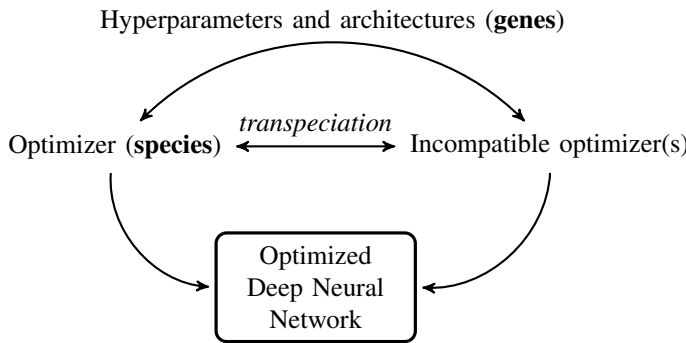 Hyperparameters and architectures (genes)
transpeciation
Optimizer (species)
Incompatible optimizer(s)
Optimized
Deep Neural
Network